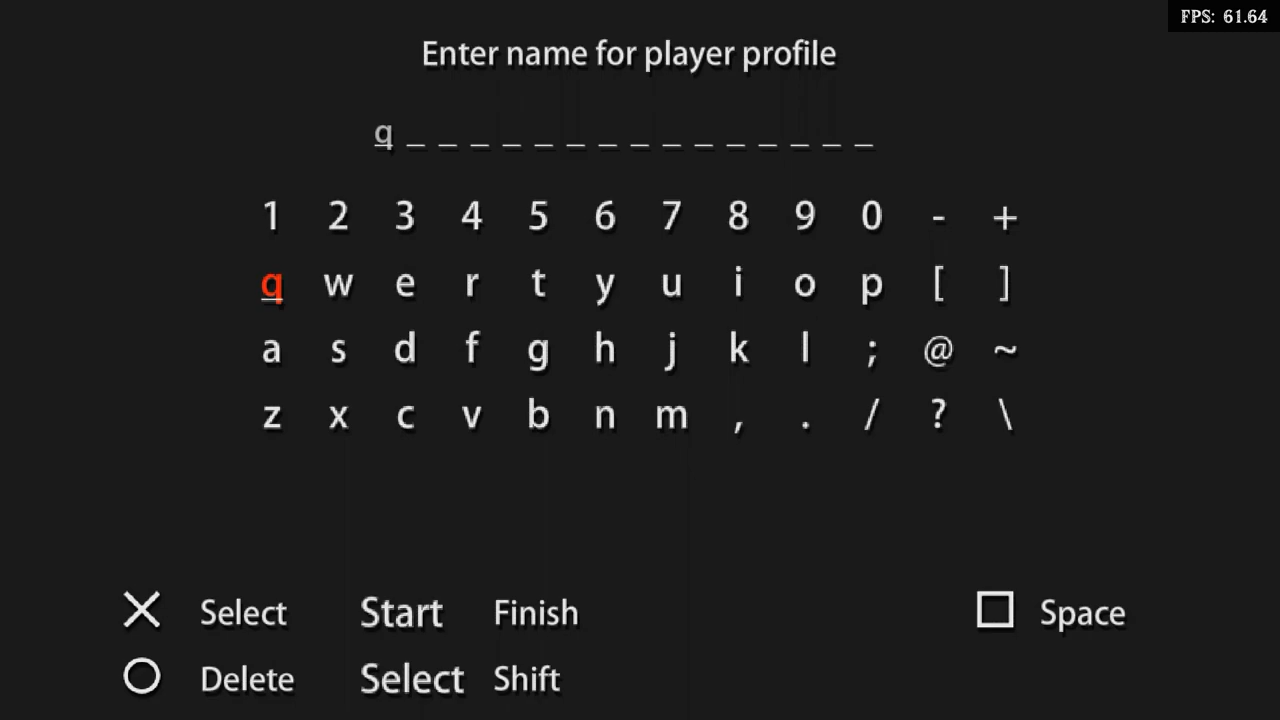 FPS: 61.64
Enter name for player profile
q _ _ _ _ _ _ _ _ _ _ _ _ _ _ _
1 2 3 4 5 6 7 8 9 0 - +
q w e r t y u i o p [ ]
a s d f g h j k l ; @ ~
z x c v b n m , . / ? \
Select Start Finish Space
Delete Select Shift